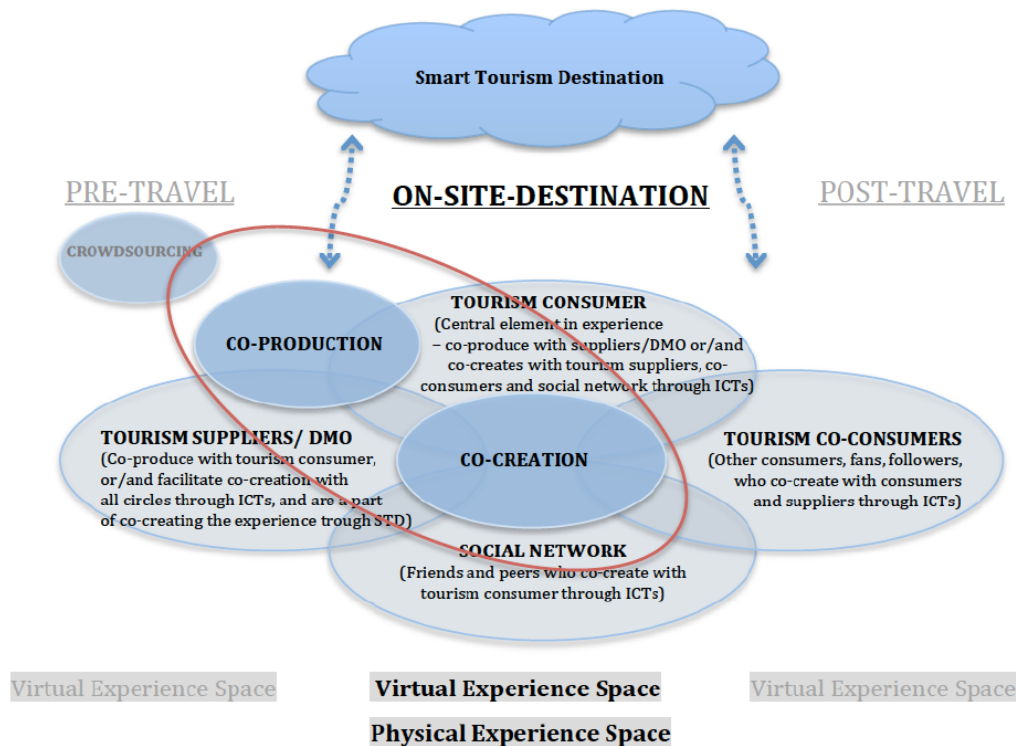 Smart Tourism Destination
PRE-TRAVEL
ON-SITE-DESTINATION
POST-TRAVEL
CROWDSOURCING
CO-PRODUCTION
TOURISM CONSUMER
(Central element in experience
– co-produce with suppliers/DMO or/and
co-creates with tourism suppliers, co-
consumers and social network through ICTs)
TOURISM SUPPLIERS/ DMO
(Co-produce with tourism consumer,
or/and facilitate co-creation with
all circles through ICTs, and are a part
of co-creating the experience trough STD)
CO-CREATION
TOURISM CO-CONSUMERS
(Other consumers, fans, followers,
who co-create with consumers
and suppliers through ICTs)
SOCIAL NETWORK
(Friends and peers who co-create with
tourism consumer through ICTs)
Virtual Experience Space
Virtual Experience Space
Virtual Experience Space
Physical Experience Space